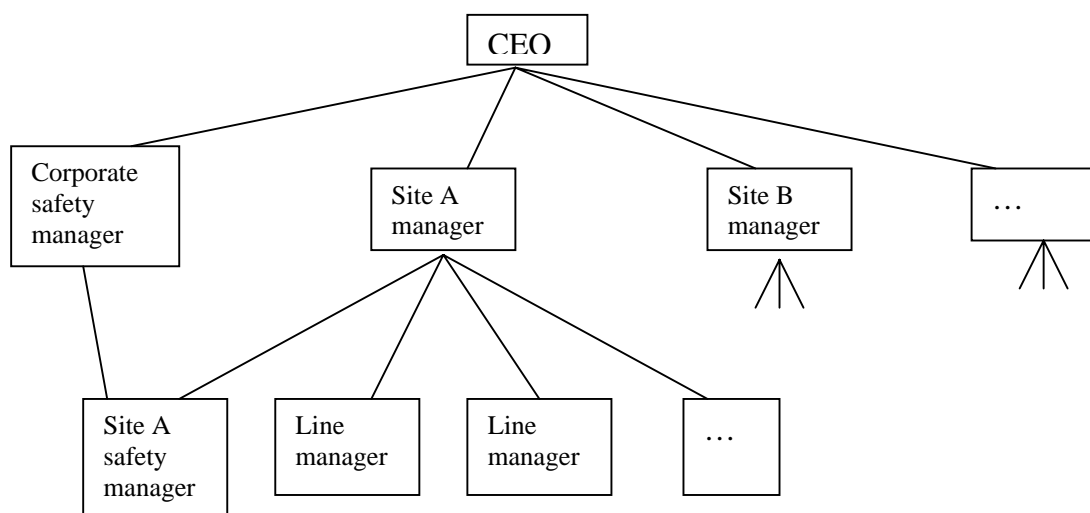 CEO
Corporate
safety
manager
Site A
manager
Site B
manager
…
Site A
safety
manager
Line
manager
Line
manager
…